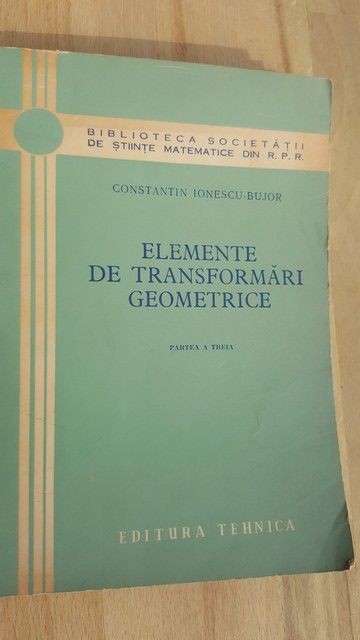 BIBLIOTECA SOCIETĂȚII
DE ȘTIINȚE MATEMATICE DIN R.P.R.
CONSTANTIN IONESCU-BUJOR
ELEMENTE
DE TRANSFORMĂRI
GEOMETRICE
PARTEA A TREIA
EDITURA TEHNICA